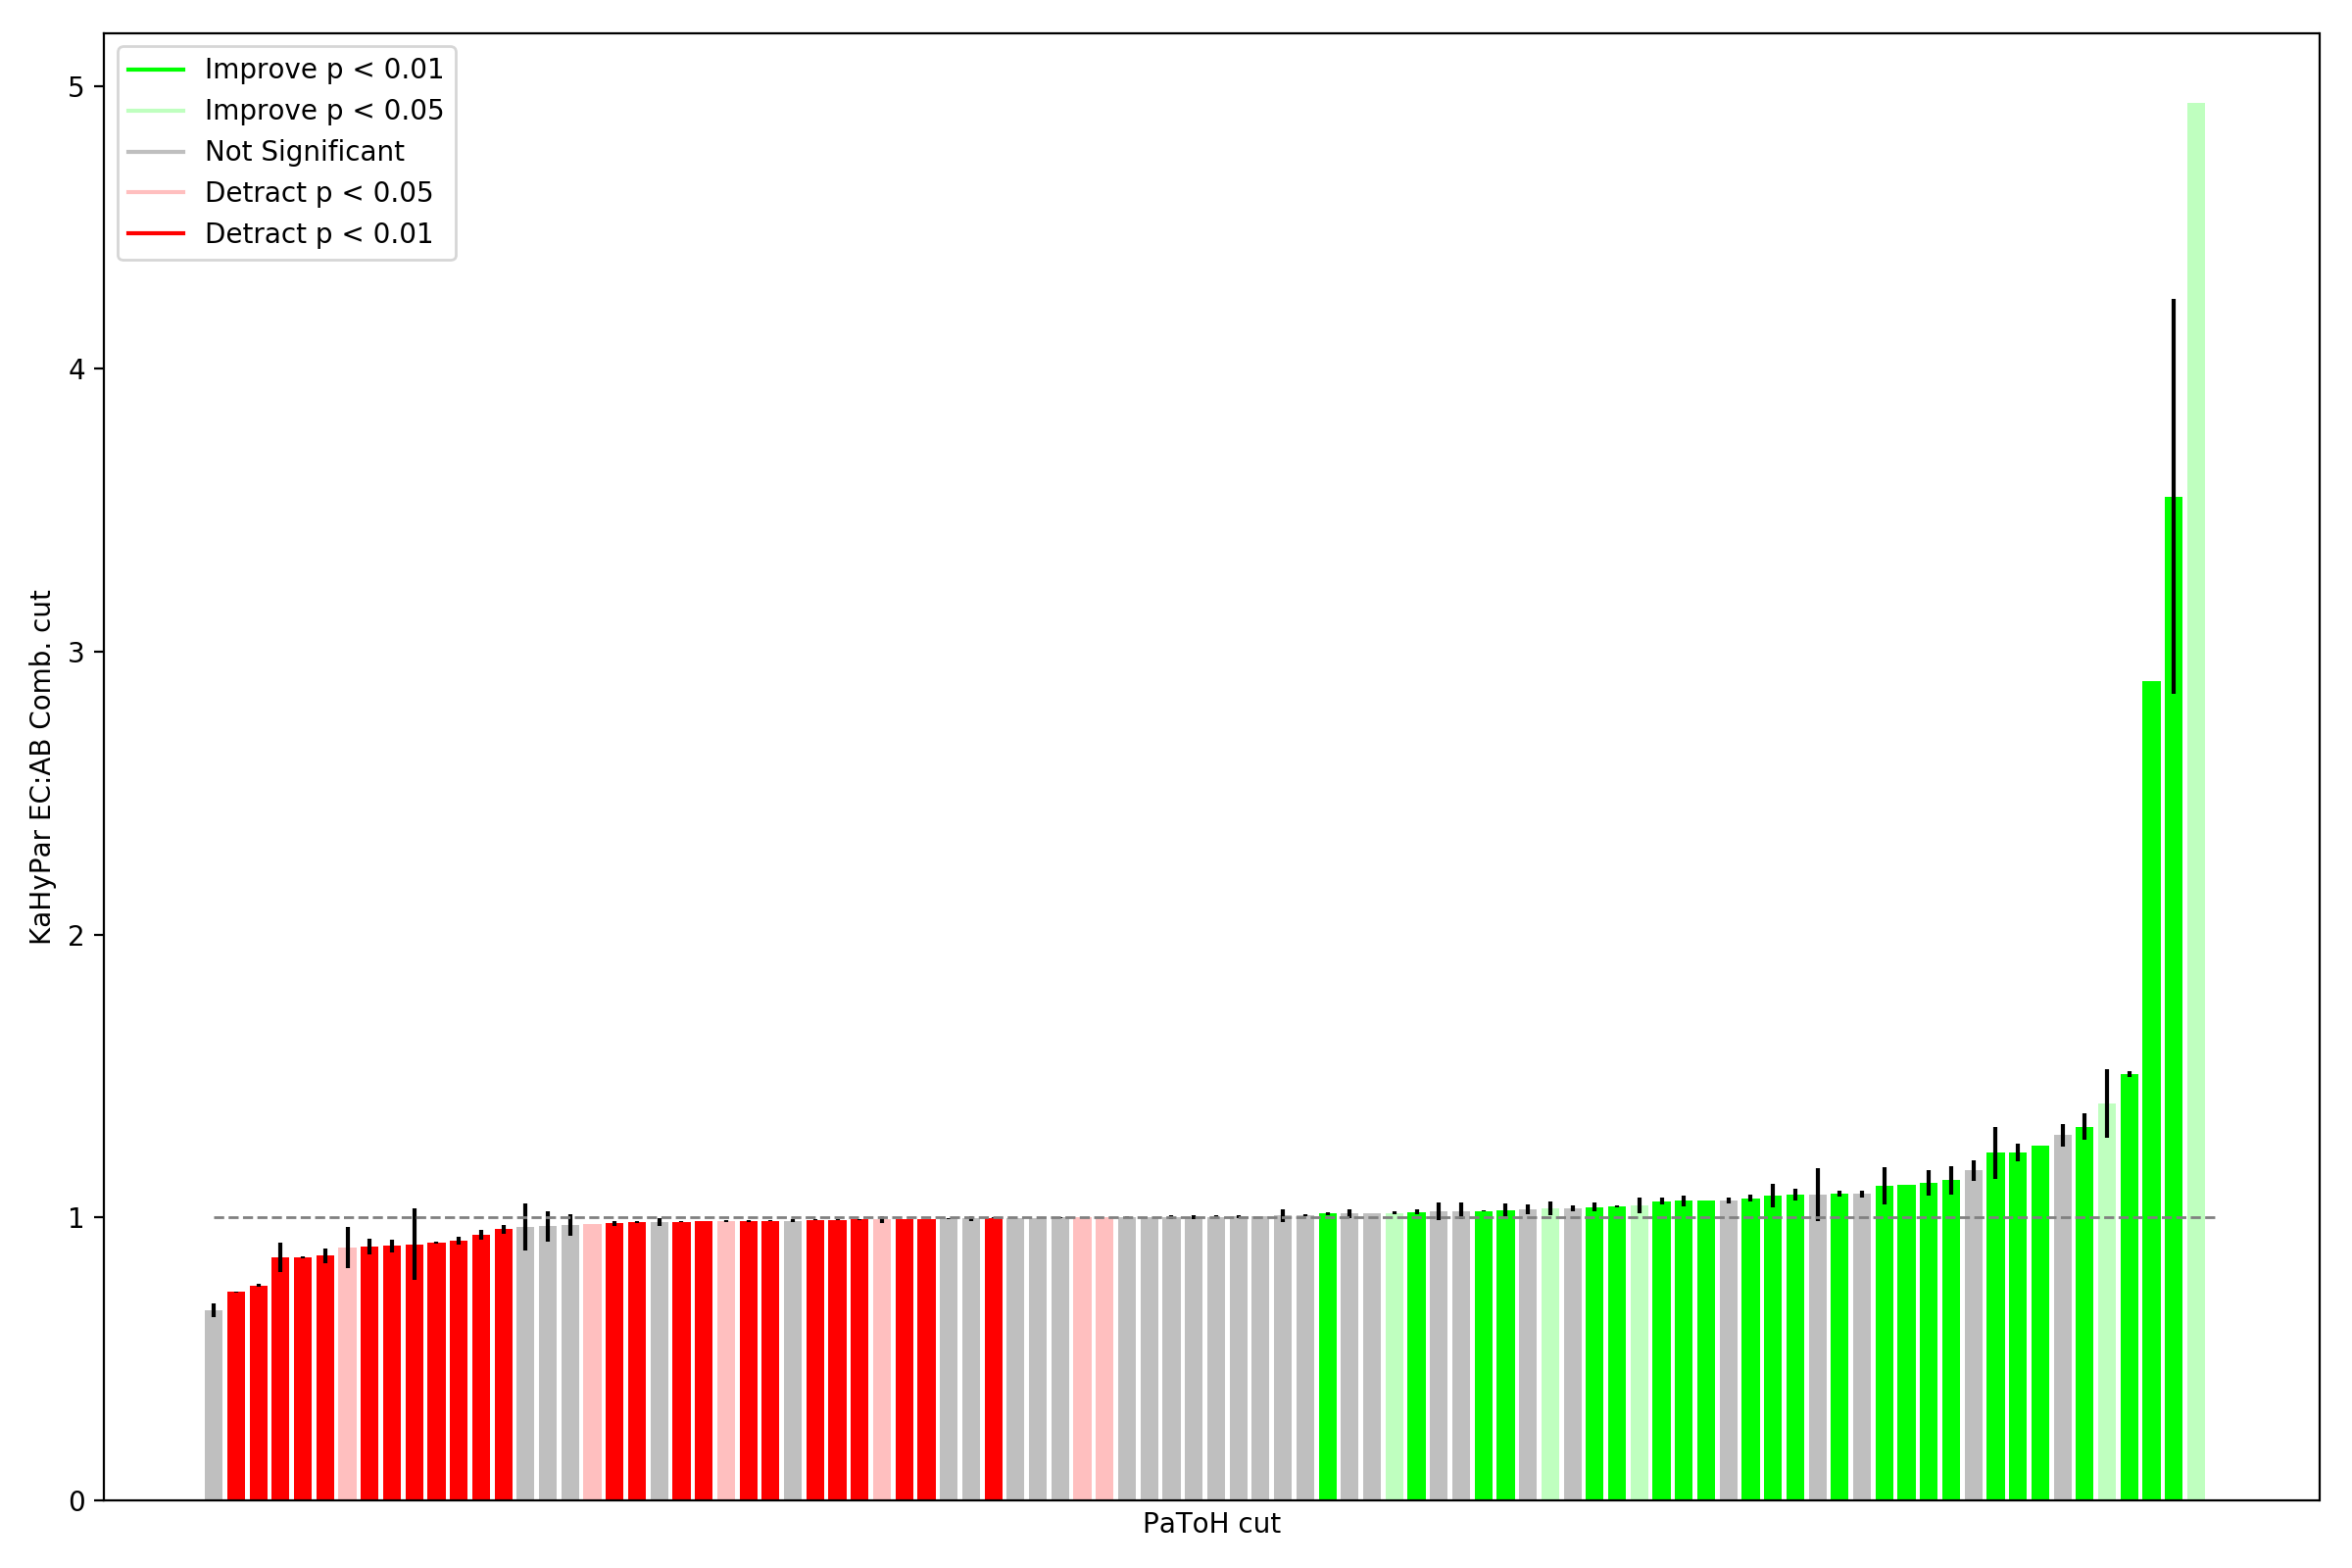 Improve p < 0.01
Improve p < 0.05
Not Significant
Detract p < 0.05
Detract p < 0.01
5
4
3
2
1
0
KaHyPar EC:AB Comb. cut
PaToH cut